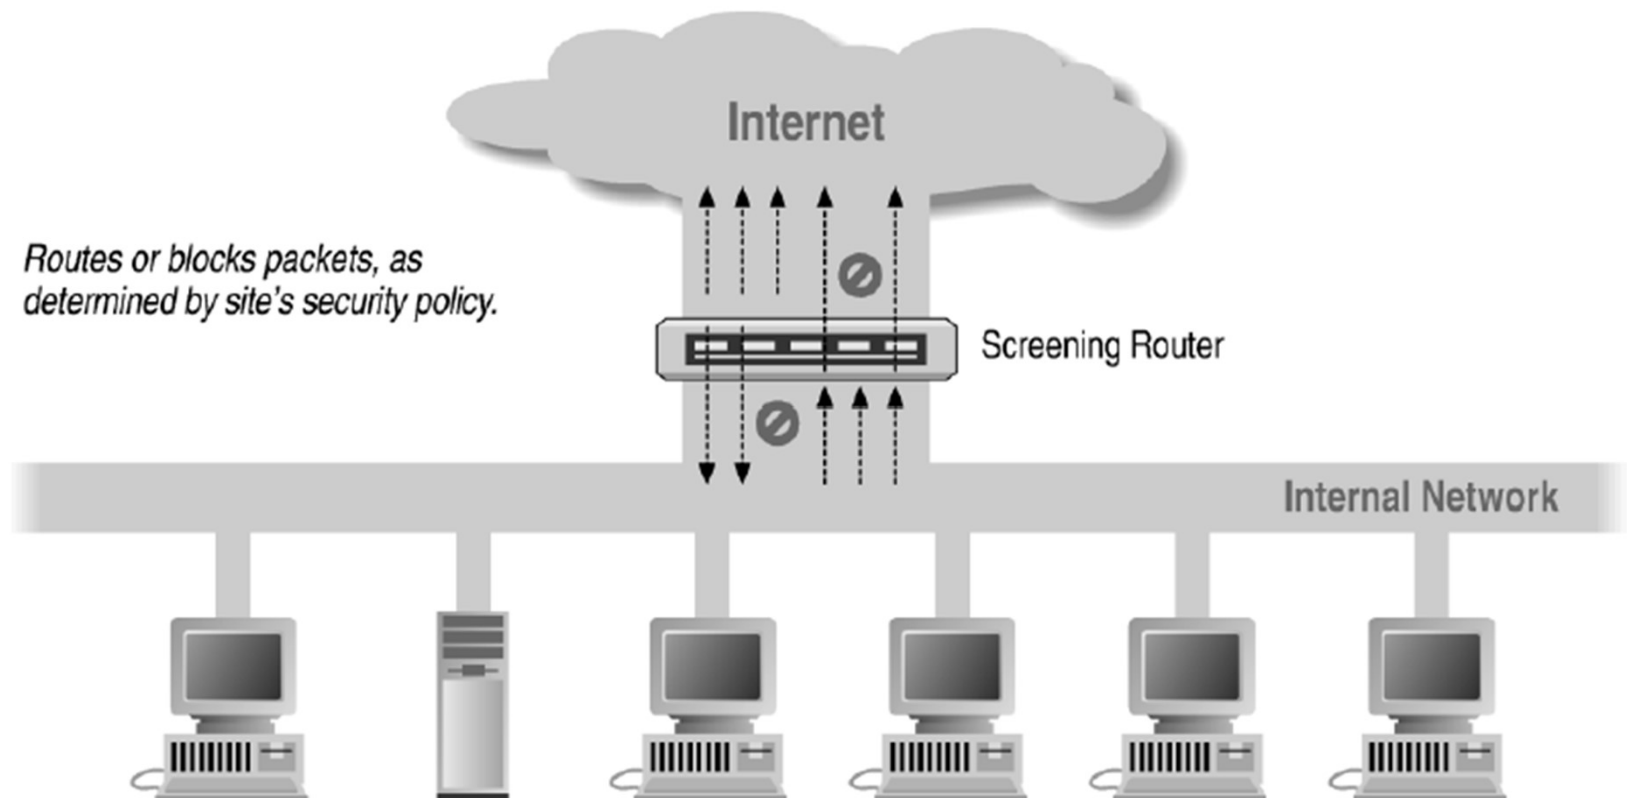 Internet
Routes or blocks packets, as
determined by site's security policy.
Screening Router
Internal Network